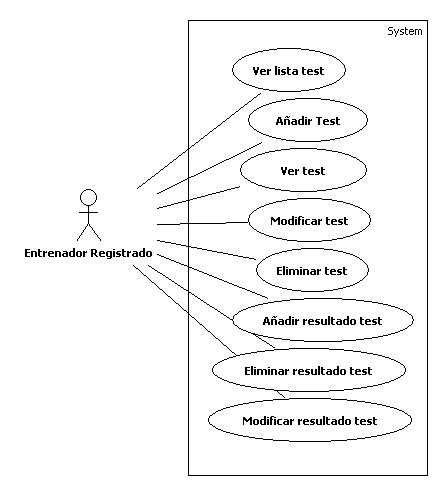 System
Ver lista test
Añadir Test
Ver test
Modificar test
Eliminar test
Añadir resultado test
Eliminar resultado test
Modificar resultado test
Entrenador Registrado